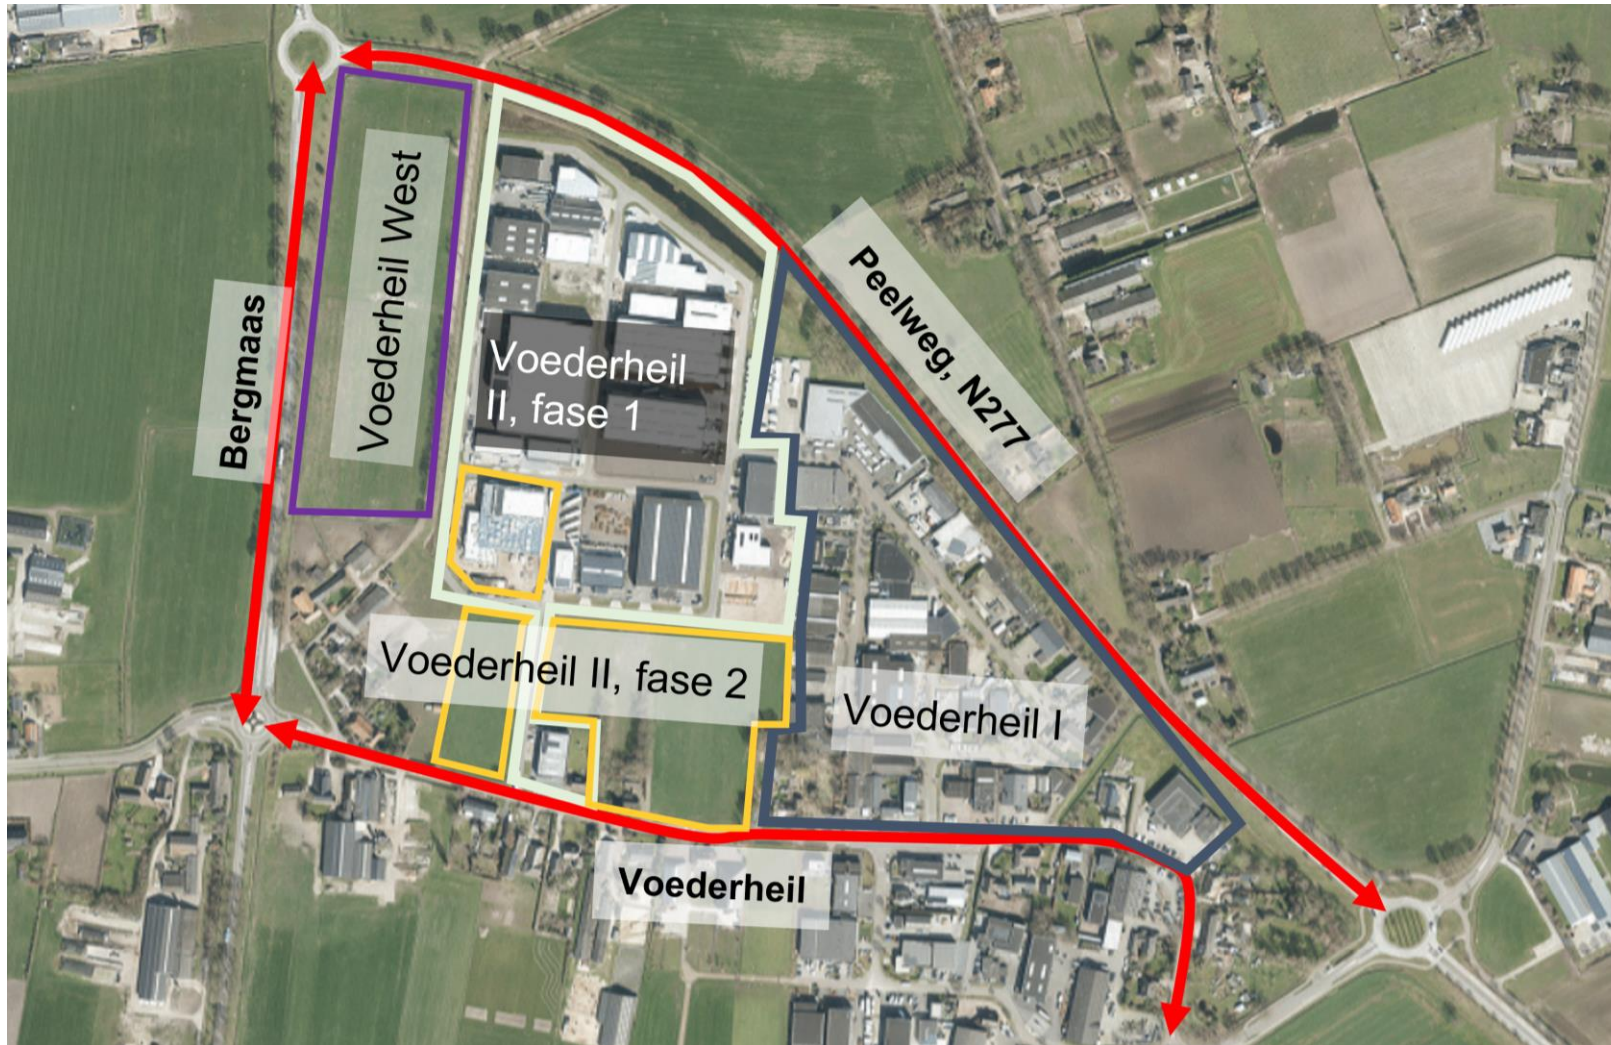 Voederheil West
Bergmaas
Peelweg, N277
Voederheil
II, fase 1
Voederheil II, fase 2
Voederheil I
Voederheil